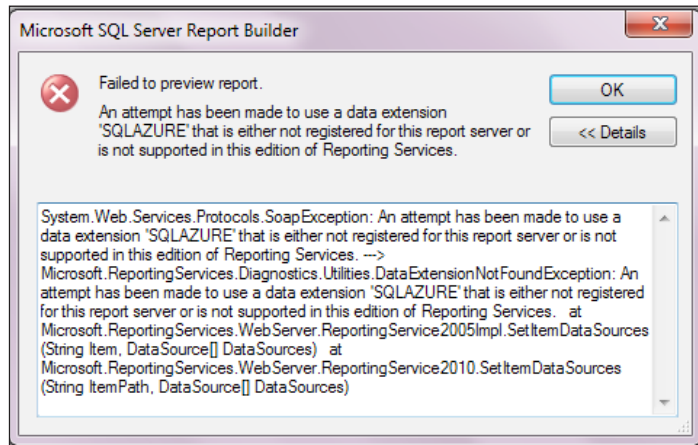 Microsoft SQL Server Report Builder
Failed to preview report.
OK
An attempt has been made to use a data extension
'SQLAZURE' that is either not registered for this report server or
is not supported in this edition of Reporting Services.
<< Details
System.Web.Services.Protocols.SoapException: An attempt has been made to use a
data extension 'SQLAZURE' that is either not registered for this report server or is not
supported in this edition of Reporting Services. --->
Microsoft.ReportingServices.Diagnostics.Utilities.DataExtensionNotFoundException: An
attempt has been made to use a data extension 'SQLAZURE' that is either not registered
for this report server or is not supported in this edition of Reporting Services.   at
Microsoft.ReportingServices.WebServer.ReportingService2005Impl.SetItemDataSources
(String Item, DataSource[] DataSources)   at
Microsoft.ReportingServices.WebServer.ReportingService2010.SetItemDataSources
(String ItemPath, DataSource[] DataSources)